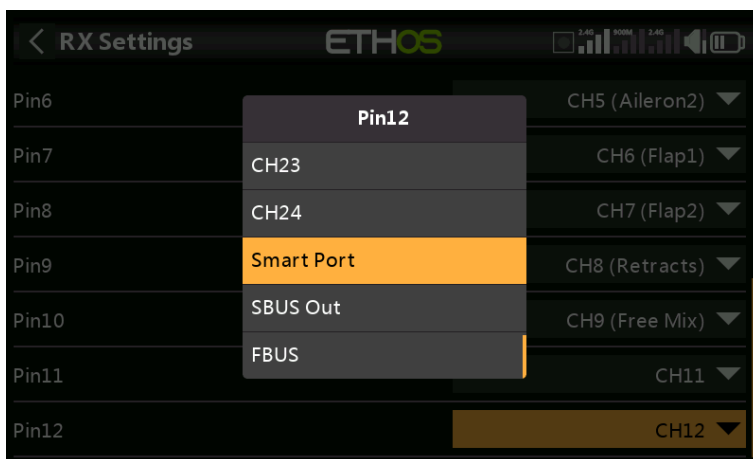 RX Settings
ETHOS
2.4G 900M 2.4G
Pin6
CH5 (Aileron2)
Pin7
CH6 (Flap1)
Pin8
CH7 (Flap2)
Pin9
CH8 (Retracts)
Pin10
CH9 (Free Mix)
Pin11
CH11
Pin12
CH12
Pin12
CH23
CH24
Smart Port
SBUS Out
FBUS